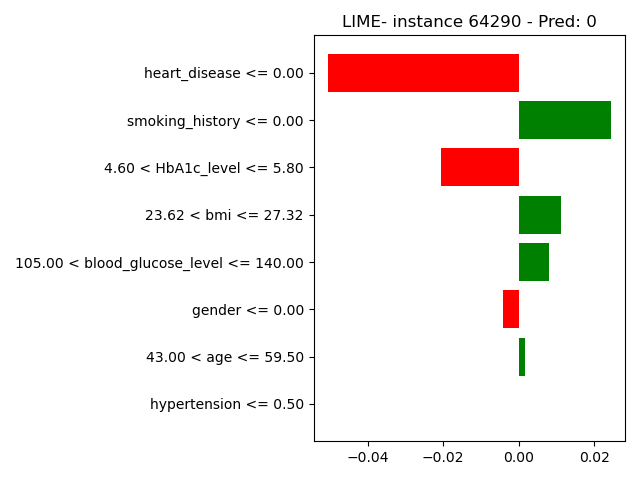 LIME- instance 64290 - Pred: 0
heart_disease <= 0.00
smoking_history <= 0.00
4.60 < HbA1c_level <= 5.80
23.62 < bmi <= 27.32
105.00 < blood_glucose_level <= 140.00
gender <= 0.00
43.00 < age <= 59.50
hypertension <= 0.50
−0.04 −0.02 0.00 0.02